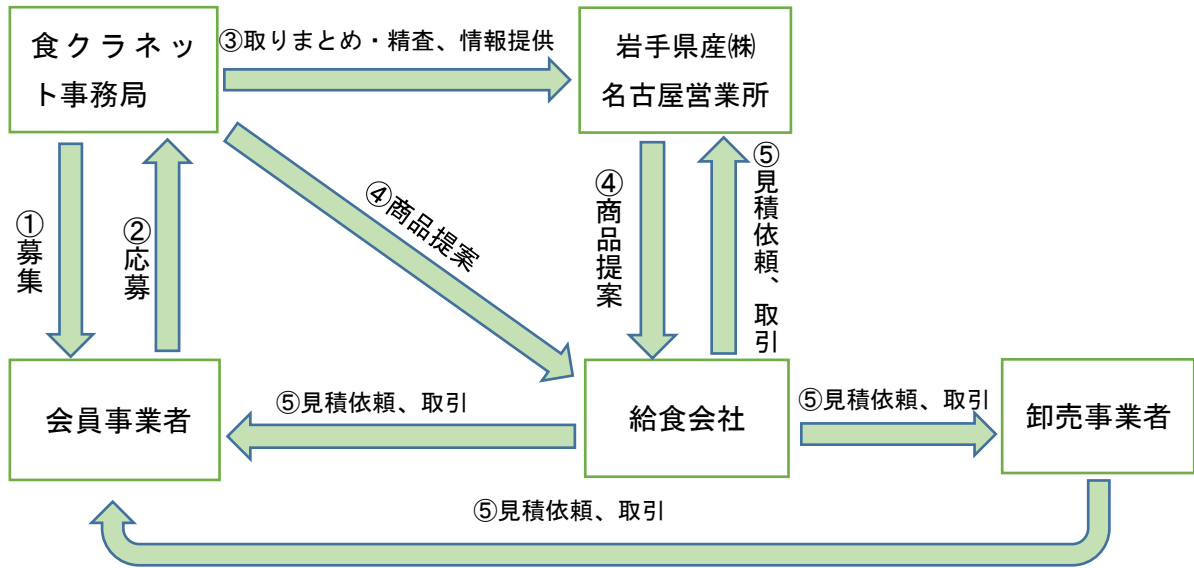 食クラネッ
ト事務局
③取りまとめ・精査、情報提供
岩手県産㈱
名古屋営業所
①募集
②応募
④商品提案
④商品提案
⑤見積依頼、取引
会員事業者
⑤見積依頼、取引
給食会社
⑤見積依頼、取引
卸売事業者
⑤見積依頼、取引